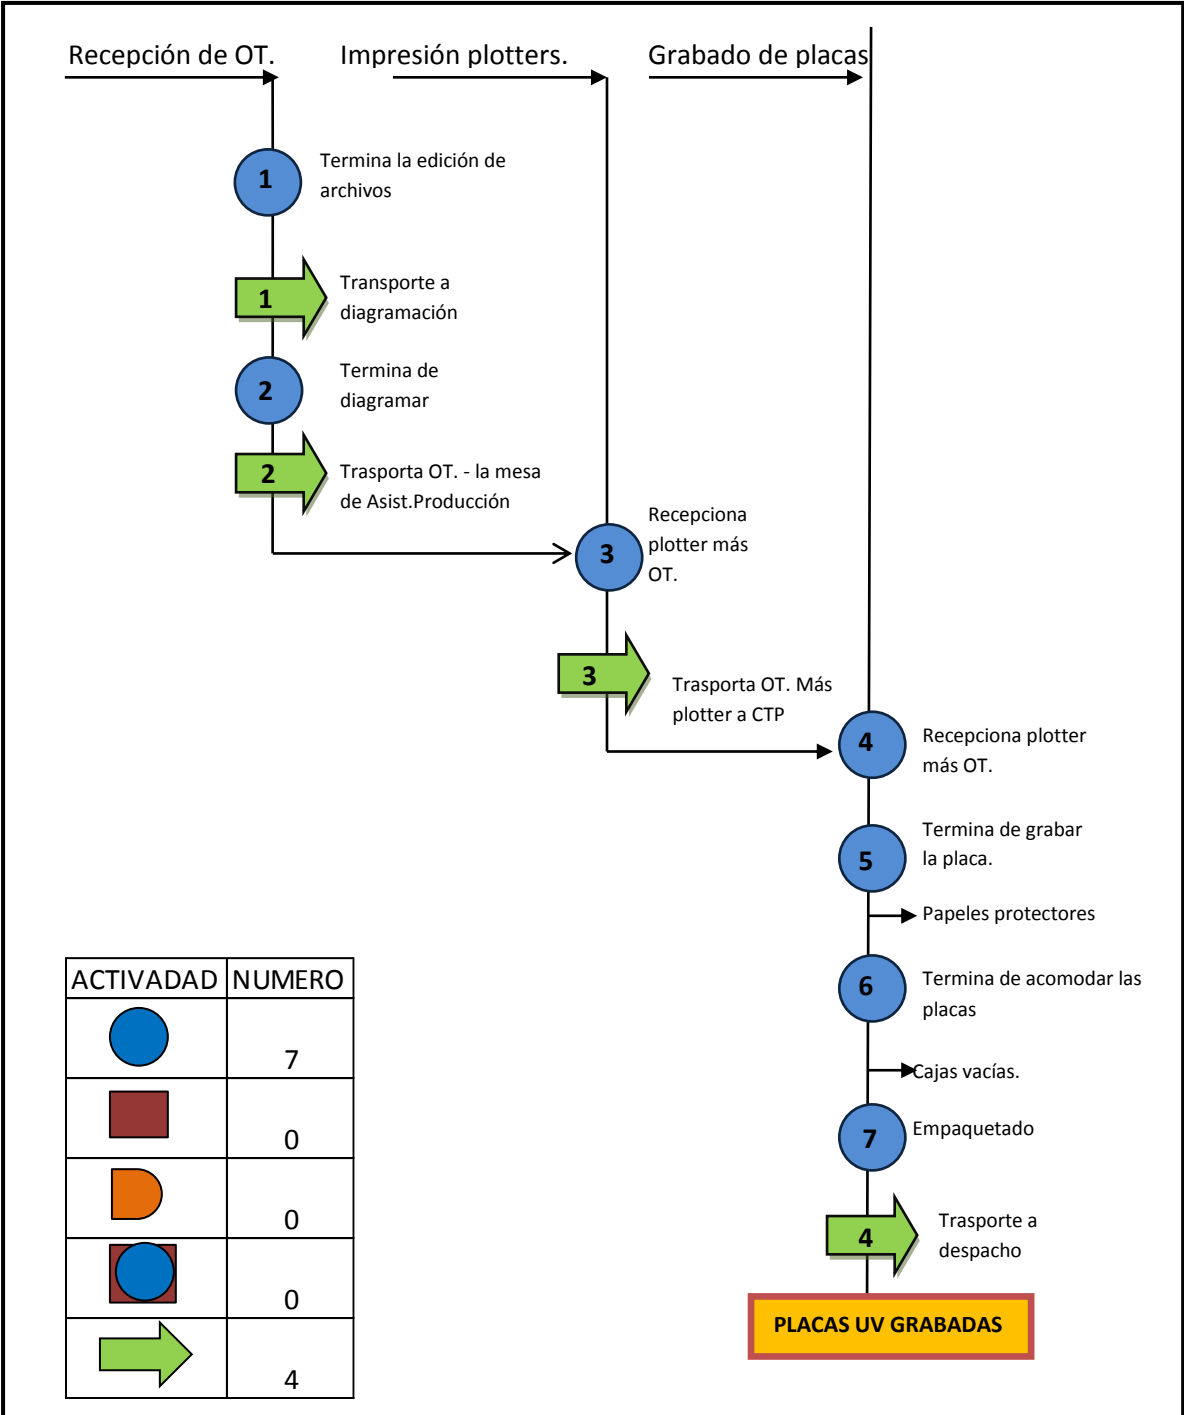 Recepción de OT.
Impresión plotters.
Grabado de placas
1
Termina la edición de
archivos
1
Transporte a
diagramación
2
Termina de
diagramar
2
Trasporta OT. - la mesa
de Asist.Producción
3
Recepciona
plotter más
OT.
3
Trasporta OT. Más
plotter a CTP
4
Recepciona plotter
más OT.
5
Termina de grabar
la placa.
Papeles protectores
6
Termina de acomodar las
placas
Cajas vacías.
7
Empaquetado
4
Trasporte a
despacho
PLACAS UV GRABADAS
ACTIVADAD NUMERO
7
0
0
0
4